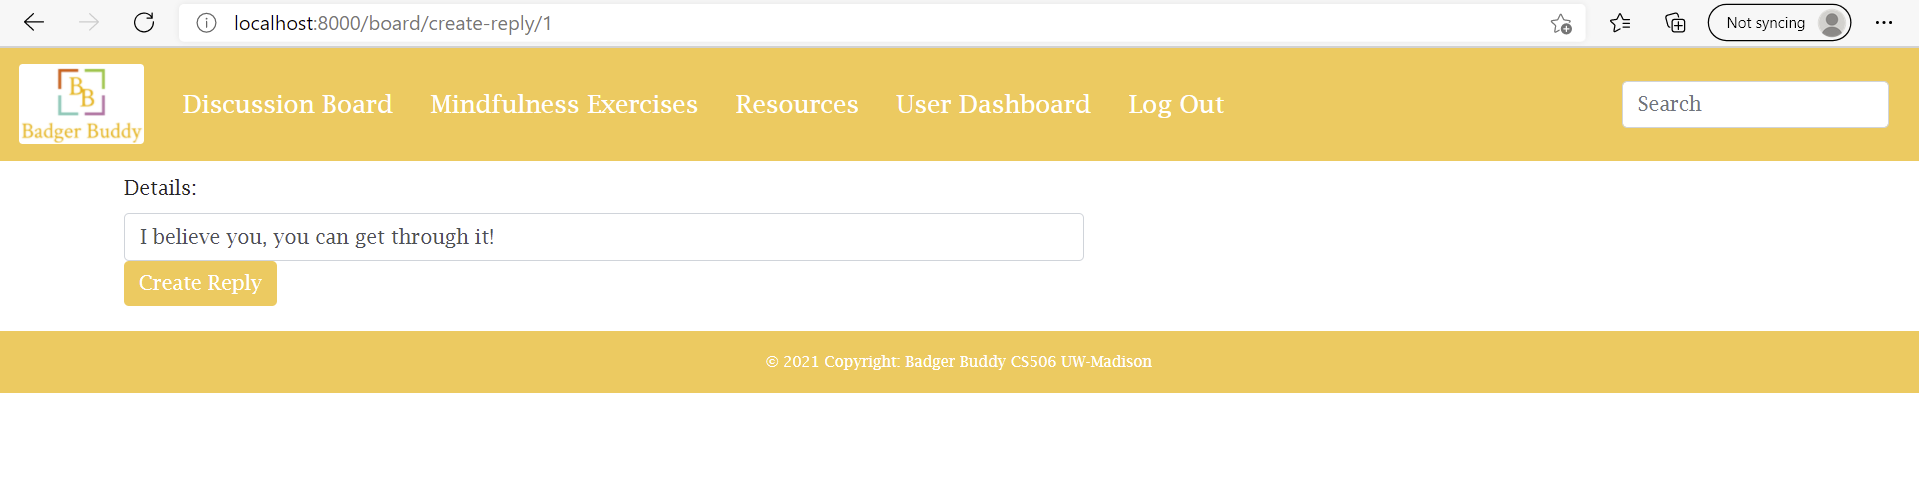 localhost:8000/board/create-reply/1
Not syncing
BB
Badger Buddy
Discussion Board
Mindfulness Exercises
Resources
User Dashboard
Log Out
Search
Details:
I believe you, you can get through it!
Create Reply
© 2021 Copyright: Badger Buddy CS506 UW-Madison